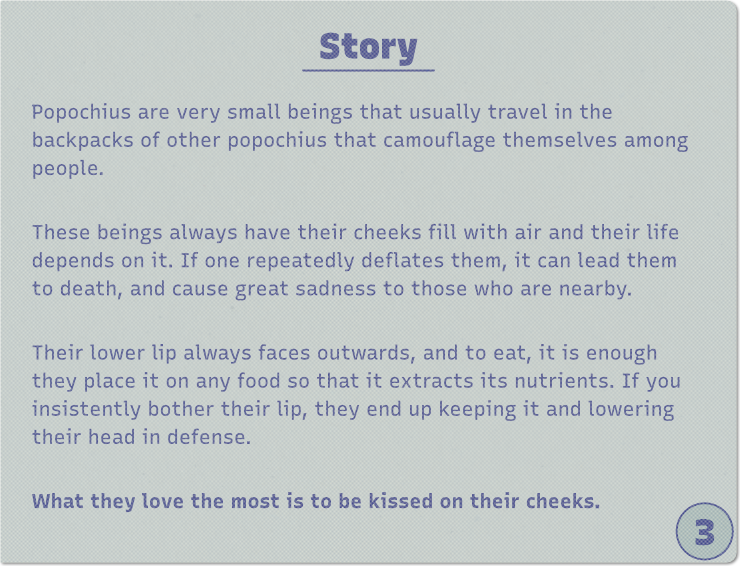 Story
Popochius are very small beings that usually travel in the
backpacks of other popochius that camouflage themselves among
people.
These beings always have their cheeks fill with air and their life
depends on it. If one repeatedly deflates them, it can lead them
to death, and cause great sadness to those who are nearby.
Their lower lip always faces outwards, and to eat, it is enough
they place it on any food so that it extracts its nutrients. If you
insistently bother their lip, they end up keeping it and lowering
their head in defense.
What they love the most is to be kissed on their cheeks.
3